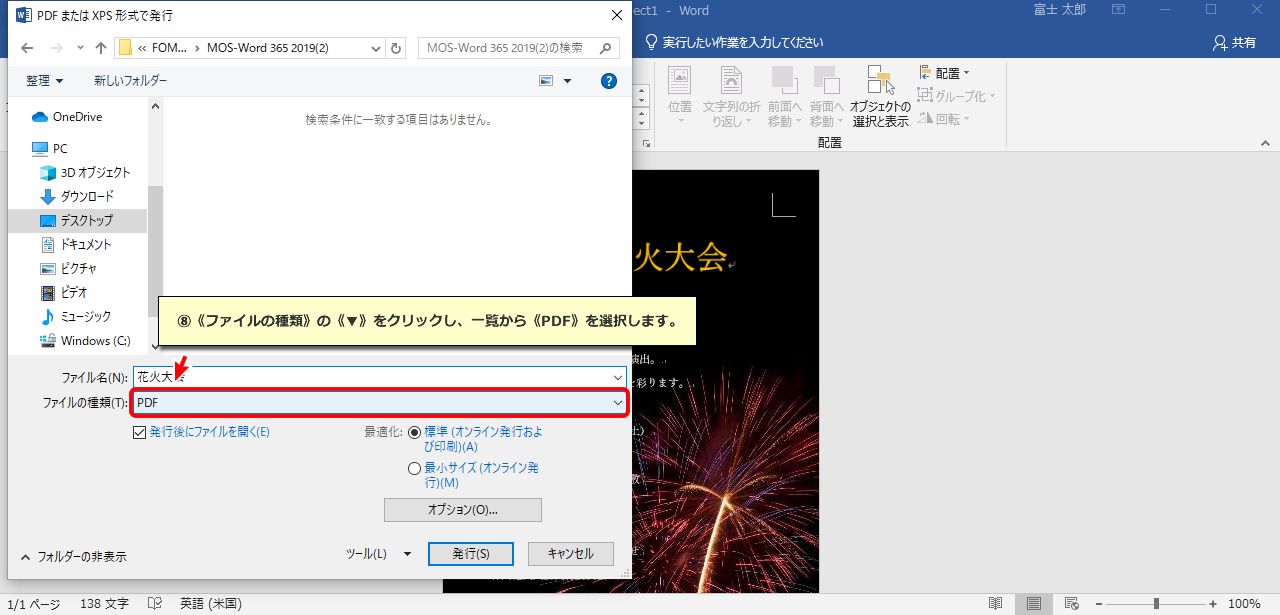 PDF または XPS 形式で発行
ect1 - Word
富士 太郎
« FOM... › MOS-Word 365 2019(2)
MOS-Word 365 2019(2)の検索
実行したい作業を入力してください
共有
整理
新しいフォルダー
検索条件に一致する項目はありません。
OneDrive
PC
3D オブジェクト
ダウンロード
デスクトップ
ドキュメント
ピクチャ
ビデオ
ミュージック
Windows (C:)
位置
文字列の折り返し
前面へ移動
背面へ移動
オブジェクトの選択と表示
配置
グループ化
回転
配置
火大会
⑧《ファイルの種類》の《▼》をクリックし、一覧から《PDF》を選択します。
演出。
と彩ります。
ファイル名(N):
花火大会
ファイルの種類(T):
PDF
発行後にファイルを開く(E)
最適化:
標準 (オンライン発行およ
び印刷)(A)
最小サイズ (オンライン発
行)(M)
オプション(O)...
フォルダーの非表示
ツール(L)
発行(S)
キャンセル
1/1 ページ
138 文字
英語 (米国)
100%